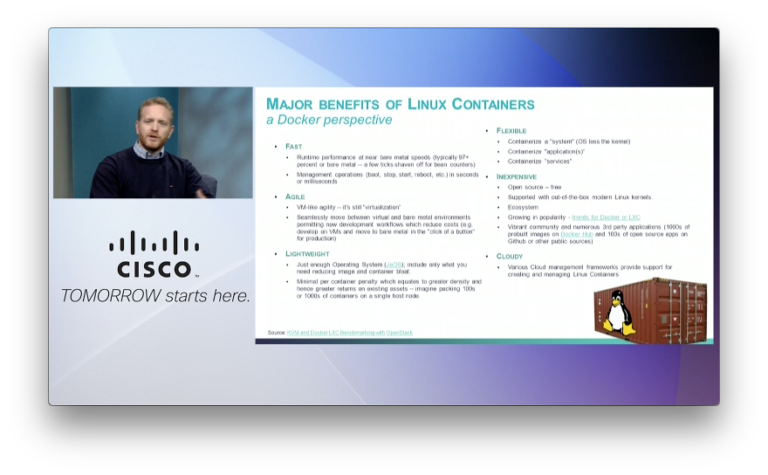 MAJOR BENEFITS OF LINUX CONTAINERS
a Docker perspective
• FAST
• Runtime performance at near bare metal speeds (typically 97+
percent or bare metal – a few ticks shaven off for bean counters)
• Management operations (boot, stop, start, reboot, etc.) in seconds
or milliseconds
• AGILE
• VM-like agility – it's still "virtualization"
• Seamlessly move between virtual and bare metal environments
permitting new development workflows which reduce costs (e.g.
develop on VMs and move to bare metal in the "click of a button"
for production)
• LIGHTWEIGHT
• Just enough Operating System (JeOS); include only what you
need reducing image and container bloat.
• Minimal per container penalty which equates to greater density and
hence greater returns on existing assets – imagine packing 100s
or 1000s of containers on a single host node.
Source: KVM and Docker LXC Benchmarking with OpenStack
• FLEXIBLE
• Containerize a "system" (OS less the kernel)
• Containerize "application(s)"
• Containerize "services"
• INEXPENSIVE
• Open source – free
• Supported with out-of-the-box modern Linux kernels.
• Ecosystem
• Growing in popularity - trends for Docker or LXC
• Vibrant community and numerous 3rd party applications (1000s of
prebuilt images on Docker Hub and 100s of open source apps on
Github or other public sources)
• CLOUDY
• Various Cloud management frameworks provide support for
creating and managing Linux Containers
CISCO™
TOMORROW starts here.